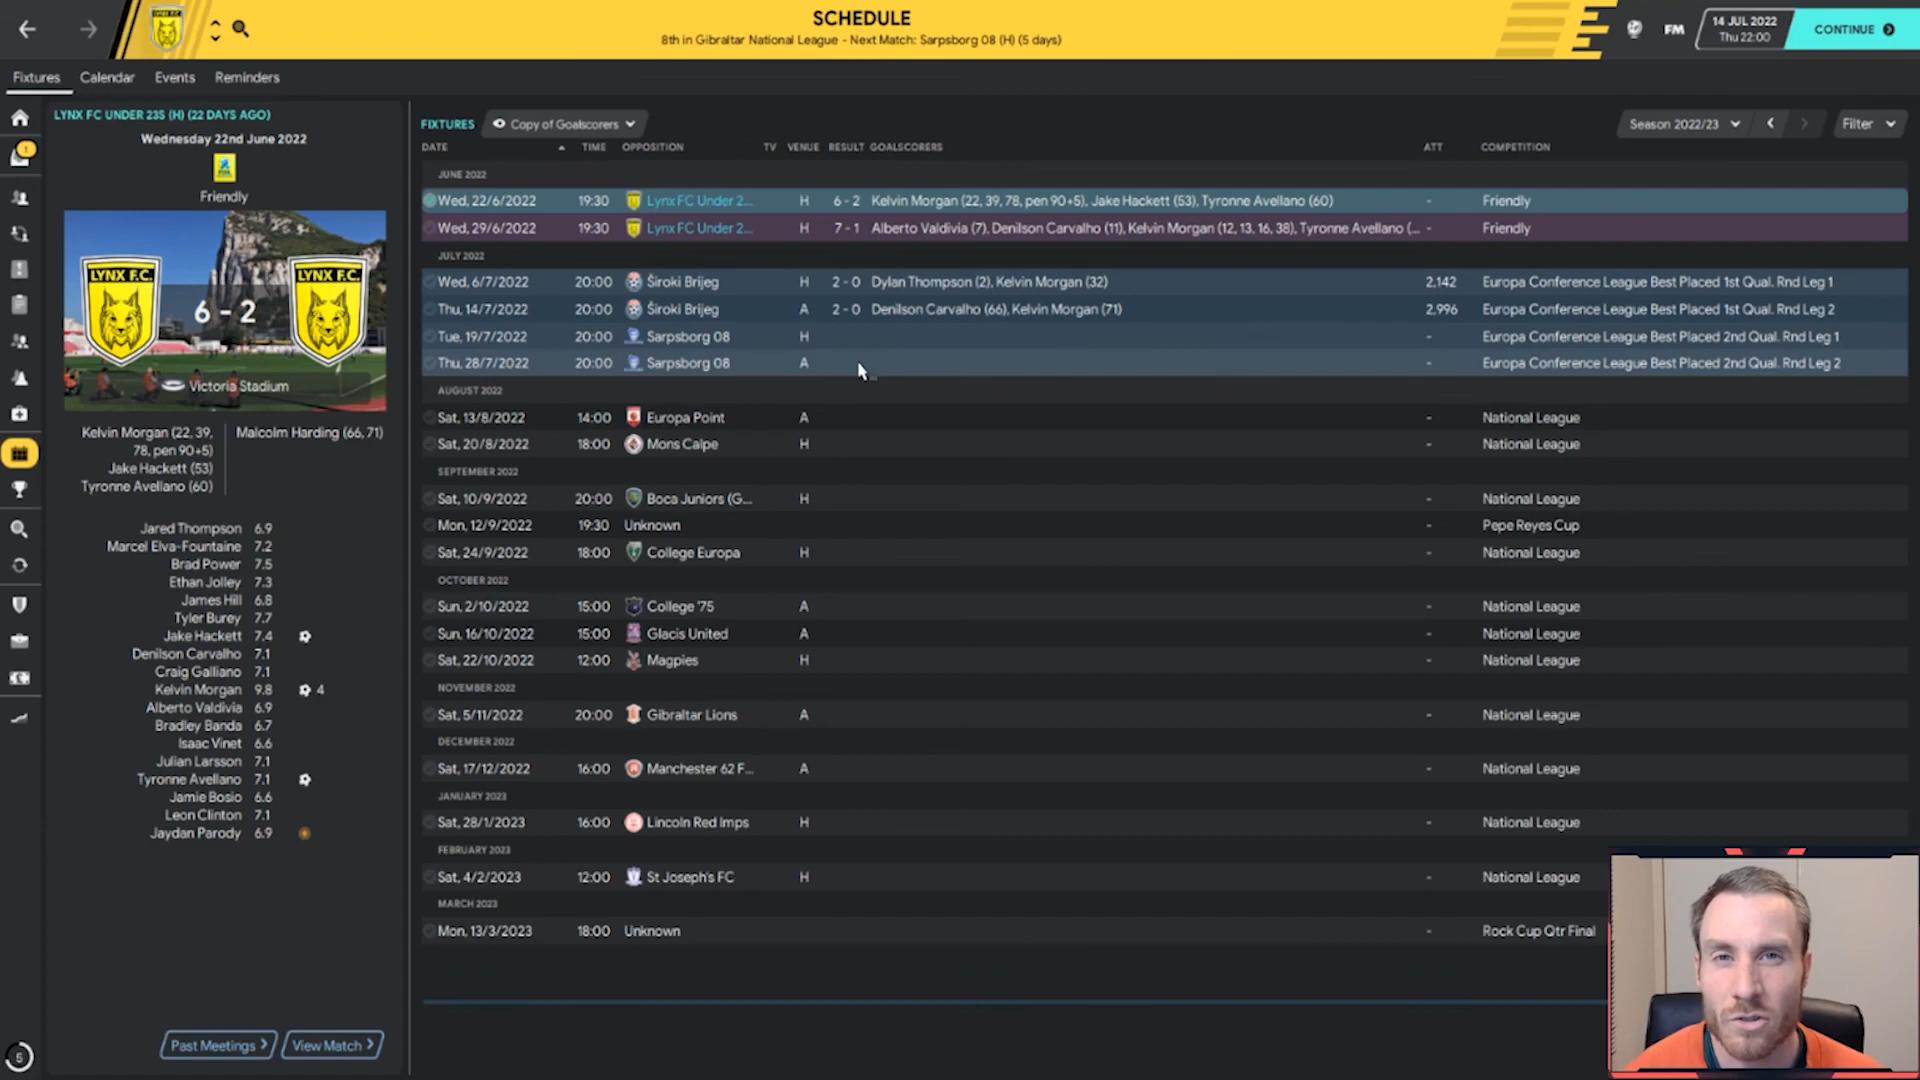 SCHEDULE
8th in Gibraltar National League - Next Match: Sarpsborg 08 (H) (5 days)
FM
14 JUL 2022
Thu 22:00
CONTINUE
Fixtures Calendar Events Reminders
LYNX FC UNDER 23S (H) (22 DAYS AGO)
Wednesday 22nd June 2022
Friendly
LYNX F.C. LYNX F.C.
6 - 2
Victoria Stadium
Kelvin Morgan (22, 39, 78, pen 90+5)
Jake Hackett (53)
Tyronne Avellano (60)
Malcolm Harding (66, 71)
Jared Thompson 6.9
Marcel Elva-Fountaine 7.2
Brad Power 7.5
Ethan Jolley 7.3
James Hill 6.8
Tyler Burey 7.7
Jake Hackett 7.4
Denilson Carvalho 7.1
Craig Galliano 7.1
Kelvin Morgan 9.8 4
Alberto Valdivia 6.9
Bradley Banda 6.7
Isaac Vinet 6.6
Julian Larsson 7.1
Tyronne Avellano 7.1
Jamie Bosio 6.6
Leon Clinton 7.1
Jaydan Parody 6.9
Past Meetings View Match
5
1
FIXTURES Copy of Goalscorers Season 2022/23 Filter
DATE TIME OPPOSITION TV VENUE RESULT GOALSCORERS ATT COMPETITION
JUNE 2022
Wed, 22/6/2022 19:30 Lynx FC Under 2... H 6 - 2 Kelvin Morgan (22, 39, 78, pen 90+5), Jake Hackett (53), Tyronne Avellano (60) - Friendly
Wed, 29/6/2022 19:30 Lynx FC Under 2... H 7 - 1 Alberto Valdivia (7), Denilson Carvalho (11), Kelvin Morgan (12, 13, 16, 38), Tyronne Avellano (... - Friendly
JULY 2022
Wed, 6/7/2022 20:00 Široki Brijeg H 2 - 0 Dylan Thompson (2), Kelvin Morgan (32) 2,142 Europa Conference League Best Placed 1st Qual. Rnd Leg 1
Thu, 14/7/2022 20:00 Široki Brijeg A 2 - 0 Denilson Carvalho (66), Kelvin Morgan (71) 2,996 Europa Conference League Best Placed 1st Qual. Rnd Leg 2
Tue, 19/7/2022 20:00 Sarpsborg 08 H - Europa Conference League Best Placed 2nd Qual. Rnd Leg 1
Thu, 28/7/2022 20:00 Sarpsborg 08 A - Europa Conference League Best Placed 2nd Qual. Rnd Leg 2
AUGUST 2022
Sat, 13/8/2022 14:00 Europa Point A - National League
Sat, 20/8/2022 18:00 Mons Calpe H - National League
SEPTEMBER 2022
Sat, 10/9/2022 20:00 Boca Juniors (G... H - National League
Mon, 12/9/2022 19:30 Unknown - Pepe Reyes Cup
Sat, 24/9/2022 18:00 College Europa H - National League
OCTOBER 2022
Sun, 2/10/2022 15:00 College '75 A - National League
Sun, 16/10/2022 15:00 Glacis United A - National League
Sat, 22/10/2022 12:00 Magpies H - National League
NOVEMBER 2022
Sat, 5/11/2022 20:00 Gibraltar Lions A - National League
DECEMBER 2022
Sat, 17/12/2022 16:00 Manchester 62 F... A - National League
JANUARY 2023
Sat, 28/1/2023 16:00 Lincoln Red Imps H - National League
FEBRUARY 2023
Sat, 4/2/2023 12:00 St Joseph's FC H - National League
MARCH 2023
Mon, 13/3/2023 18:00 Unknown - Rock Cup Qtr Final